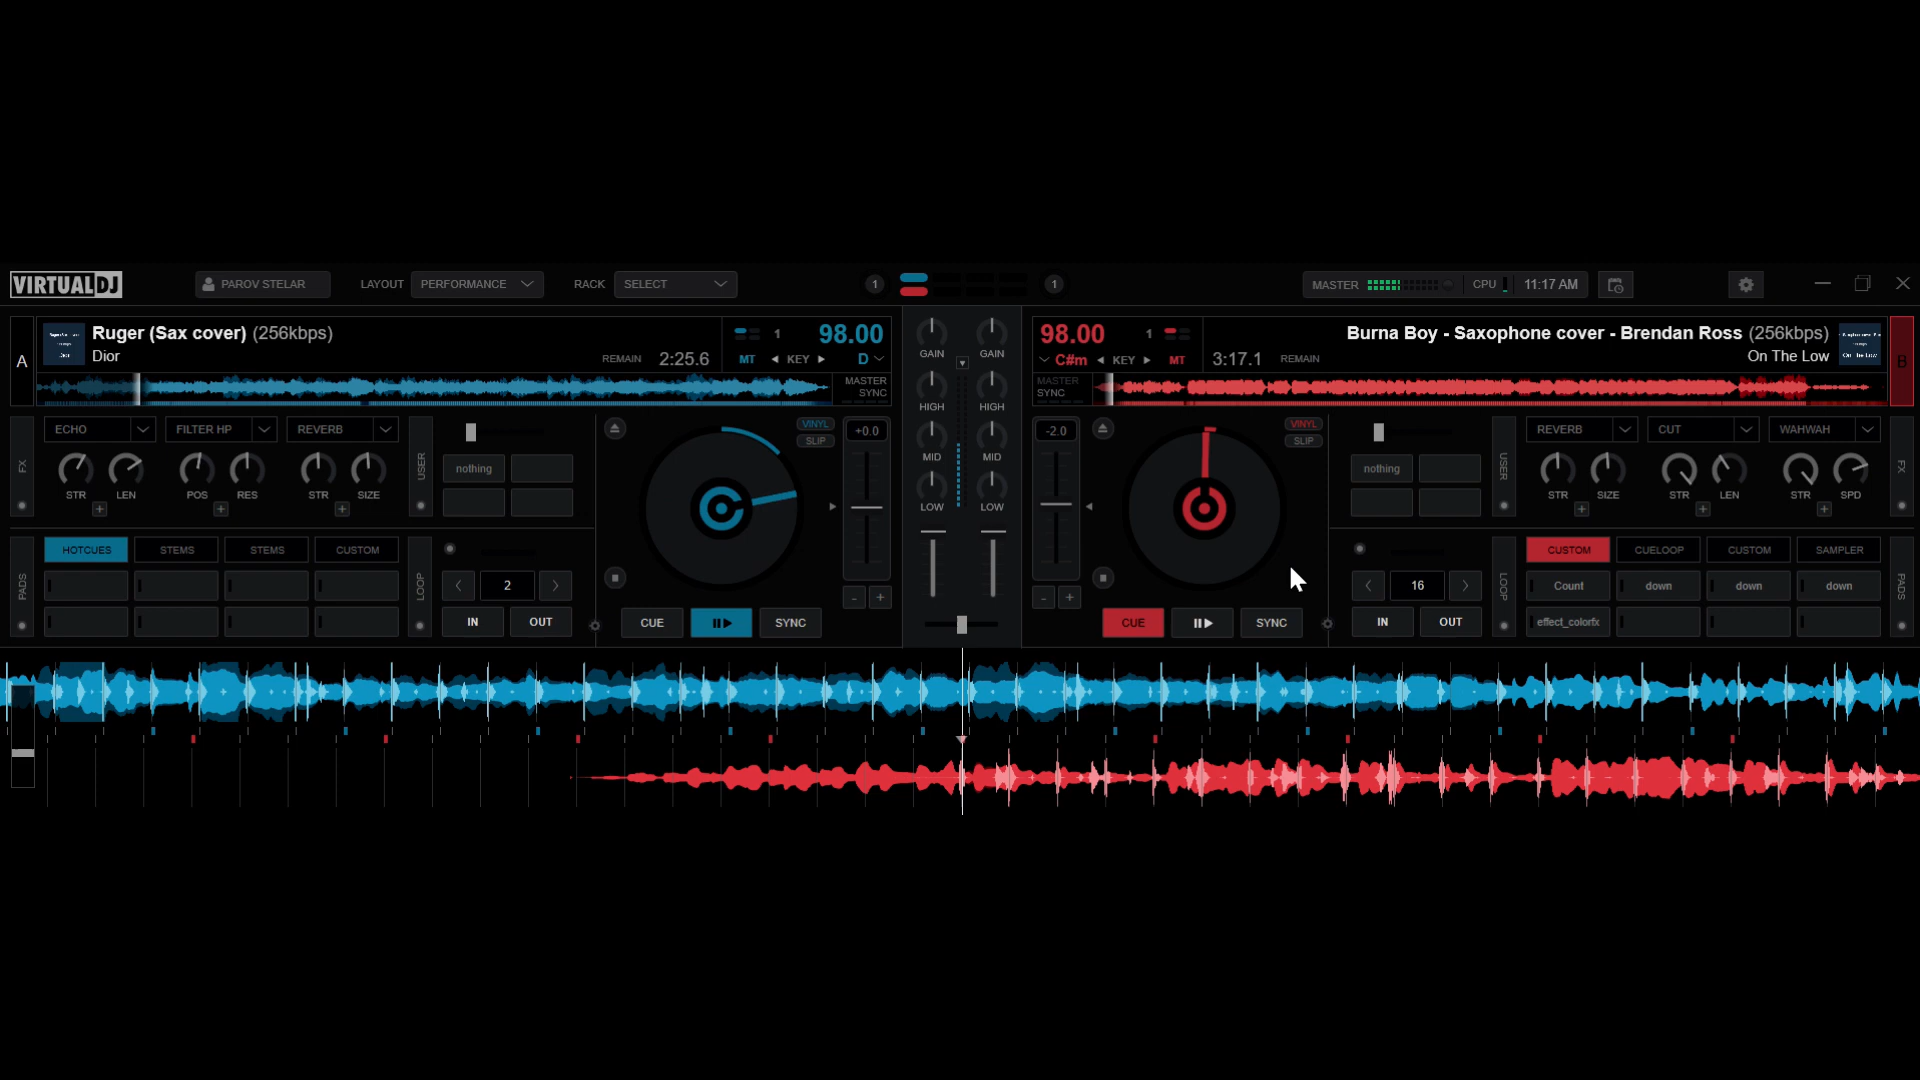 VIRTUALDJ PAROV STELAR LAYOUT PERFORMANCE RACK SELECT 1 1 MASTER CPU 11:17 AM
A Ruger (Sax cover) (256kbps) 1 98.00
Dior REMAIN 2:25.6 MT KEY D
MASTER
SYNC
GAIN GAIN
HIGH HIGH
MID MID
LOW LOW
98.00 1 Burna Boy - Saxophone cover - Brendan Ross (256kbps) B
C#m KEY MT 3:17.1 REMAIN On The Low
MASTER
SYNC
FX ECHO FILTER HP REVERB USER
STR LEN POS RES STR SIZE
+ + +
nothing
VINYL
SLIP
+0.0
-2.0
VINYL
SLIP
nothing
USER REVERB CUT WAHWAH FX
STR SIZE STR LEN STR SPD
+ + +
PADS HOTCUES STEMS STEMS CUSTOM LOOP
2
IN OUT
CUE SYNC - +
- + CUE SYNC
16
IN OUT
LOOP CUSTOM CUELOOP CUSTOM SAMPLER PADS
Count down down down
effect_colorfx